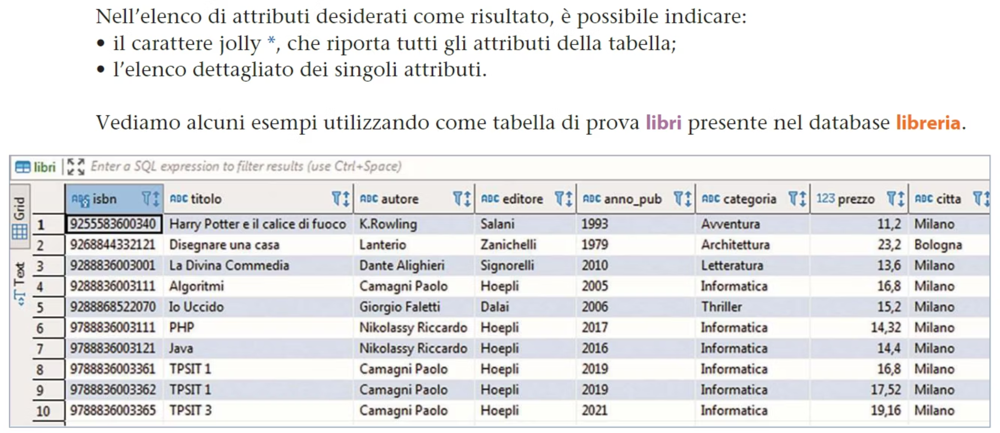 Nell'elenco di attributi desiderati come risultato, è possibile indicare:
• il carattere jolly *, che riporta tutti gli attributi della tabella;
• l'elenco dettagliato dei singoli attributi.
Vediamo alcuni esempi utilizzando come tabella di prova libri presente nel database libreria.
libri Enter a SQL expression to filter results (use Ctrl+Space)
Grid
Text
ABC isbn ABC titolo ABC autore ABC editore ABC anno_pub ABC categoria 123 prezzo ABC citta
1 9255583600340 Harry Potter e il calice di fuoco K.Rowling Salani 1993 Avventura 11,2 Milano
2 9268844332121 Disegnare una casa Lanterio Zanichelli 1979 Architettura 23,2 Bologna
3 9288836003001 La Divina Commedia Dante Alighieri Signorelli 2010 Letteratura 13,6 Milano
4 9288836003111 Algoritmi Camagni Paolo Hoepli 2005 Informatica 16,8 Milano
5 9288868522070 Io Uccido Giorgio Faletti Dalai 2006 Thriller 15,2 Milano
6 9788836003111 PHP Nikolassy Riccardo Hoepli 2017 Informatica 14,32 Milano
7 9788836003121 Java Nikolassy Riccardo Hoepli 2016 Informatica 14,4 Milano
8 9788836003361 TPSIT 1 Camagni Paolo Hoepli 2019 Informatica 16,8 Milano
9 9788836003362 TPSIT 1 Camagni Paolo Hoepli 2019 Informatica 17,52 Milano
10 9788836003365 TPSIT 3 Camagni Paolo Hoepli 2021 Informatica 19,16 Milano